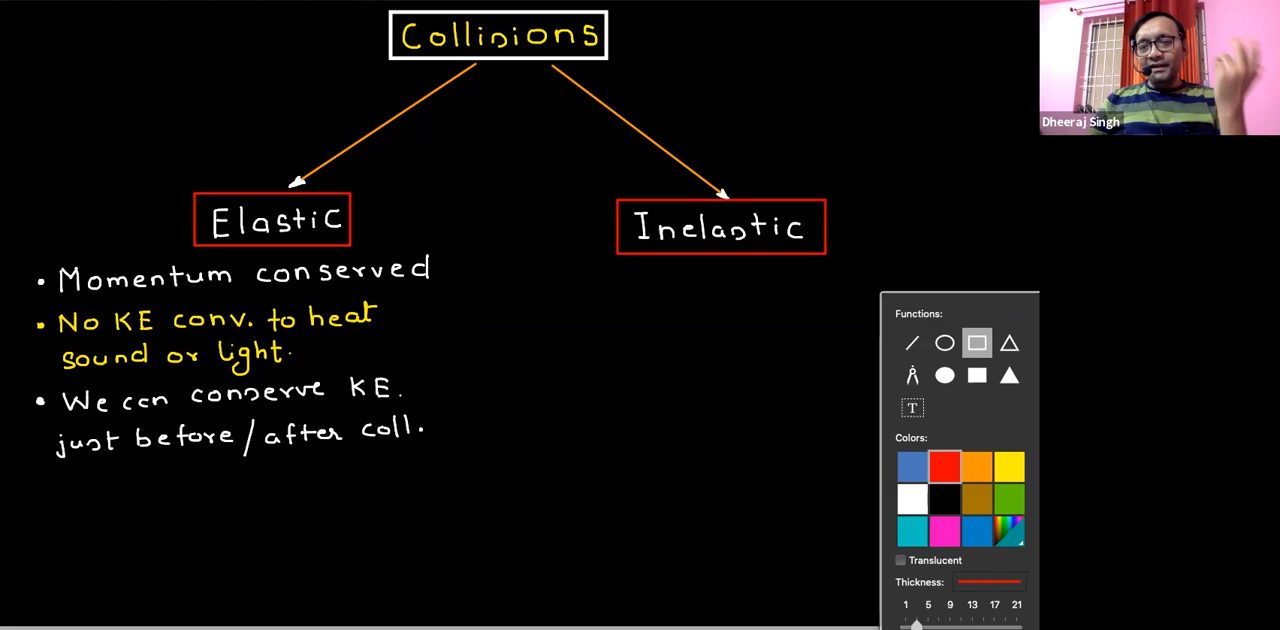 Collisions
Dheeraj Singh
Elastic
Inelastic
• Momentum conserved
• No KE conv. to heat
sound or light.
• We can conserve KE.
just before/after coll.
Functions:
T
Colors:
Translucent
Thickness:
1 5 9 13 17 21